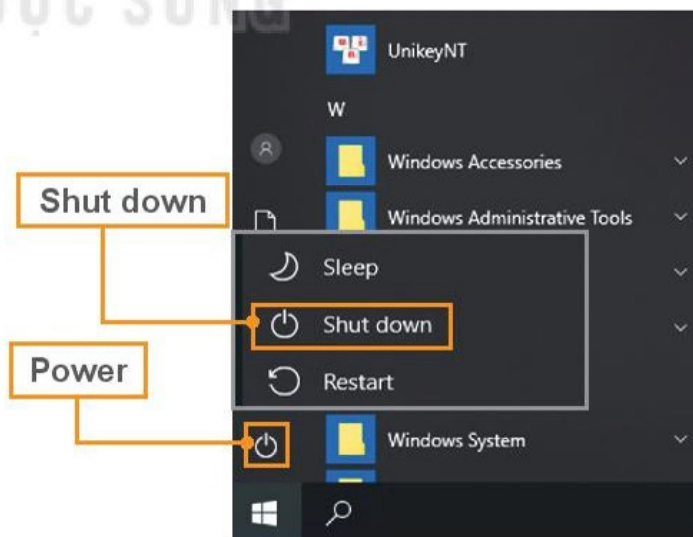 UnikeyNT
W
Windows Accessories
Shut down
Windows Administrative Tools
Sleep
Shut down
Restart
Power
Windows System